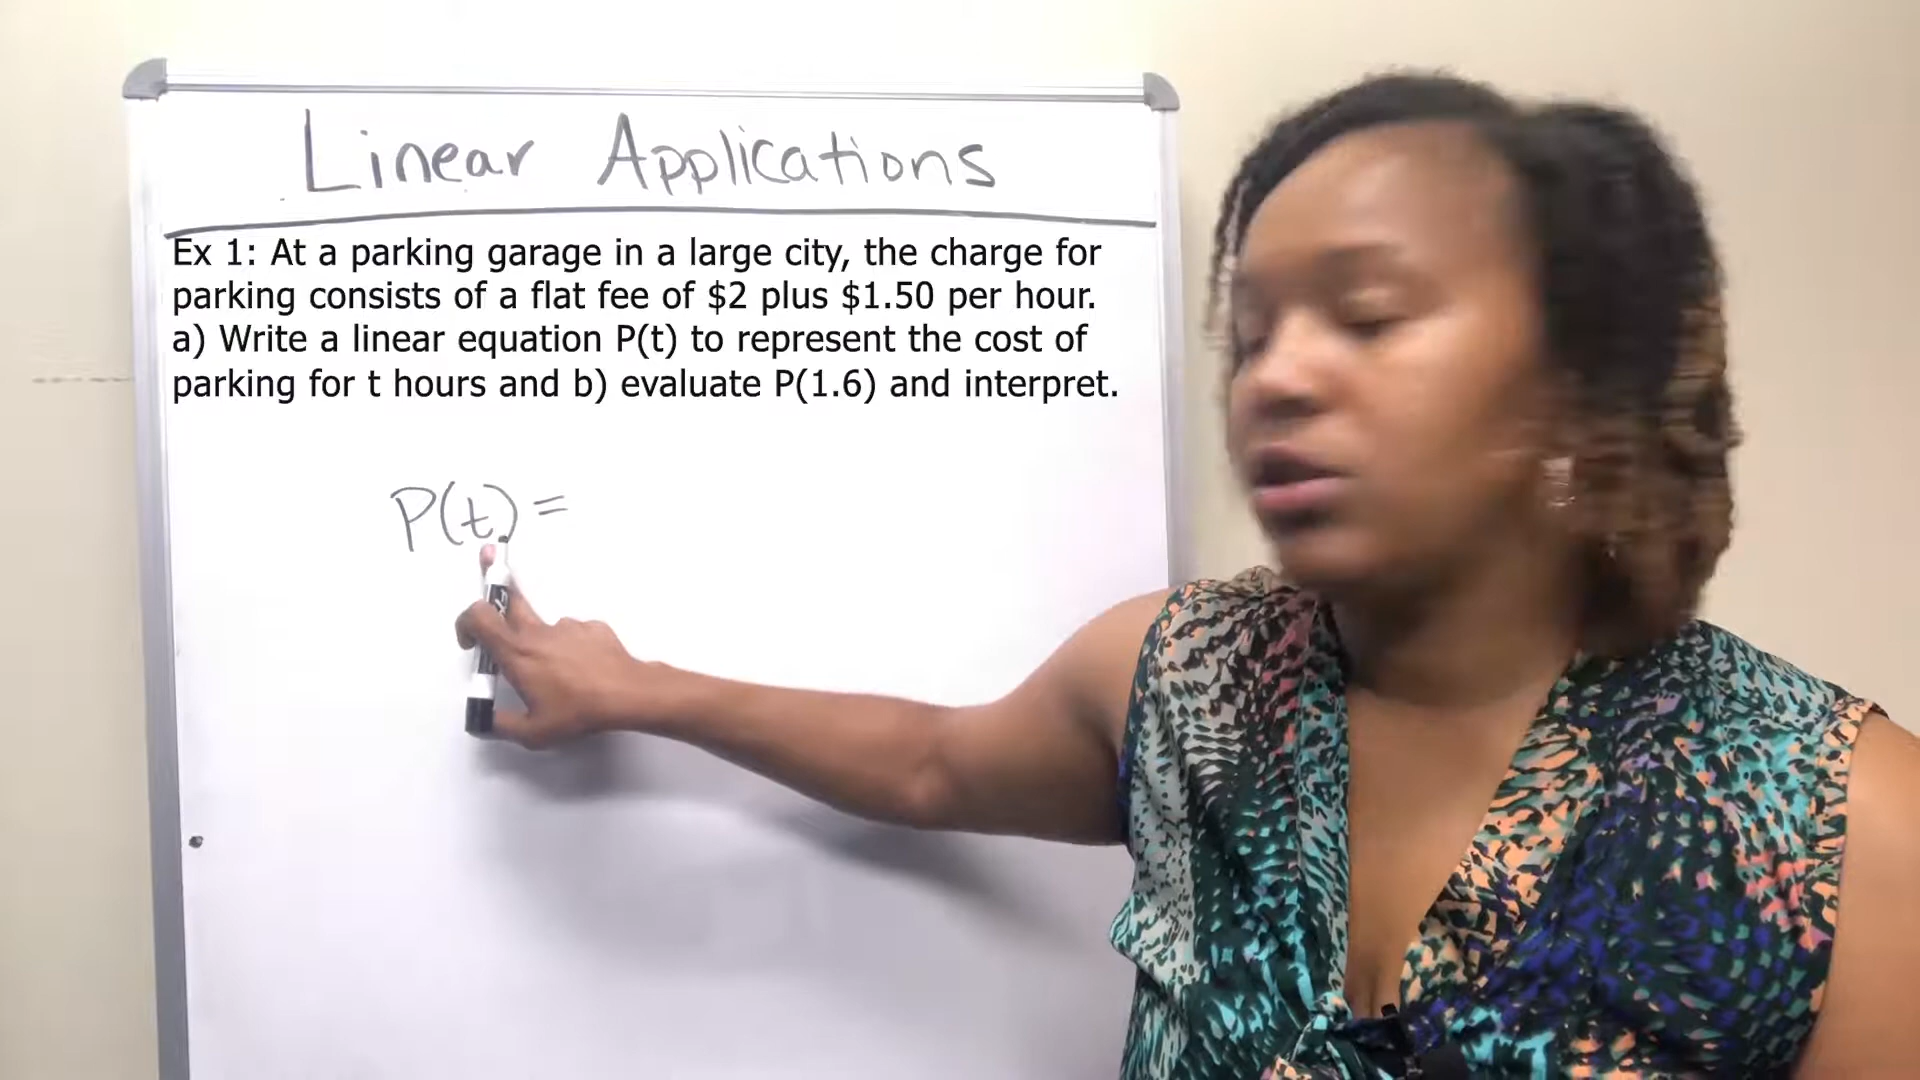 Linear Applications
Ex 1: At a parking garage in a large city, the charge for
parking consists of a flat fee of $2 plus $1.50 per hour.
a) Write a linear equation P(t) to represent the cost of
parking for t hours and b) evaluate P(1.6) and interpret.
P(t) =